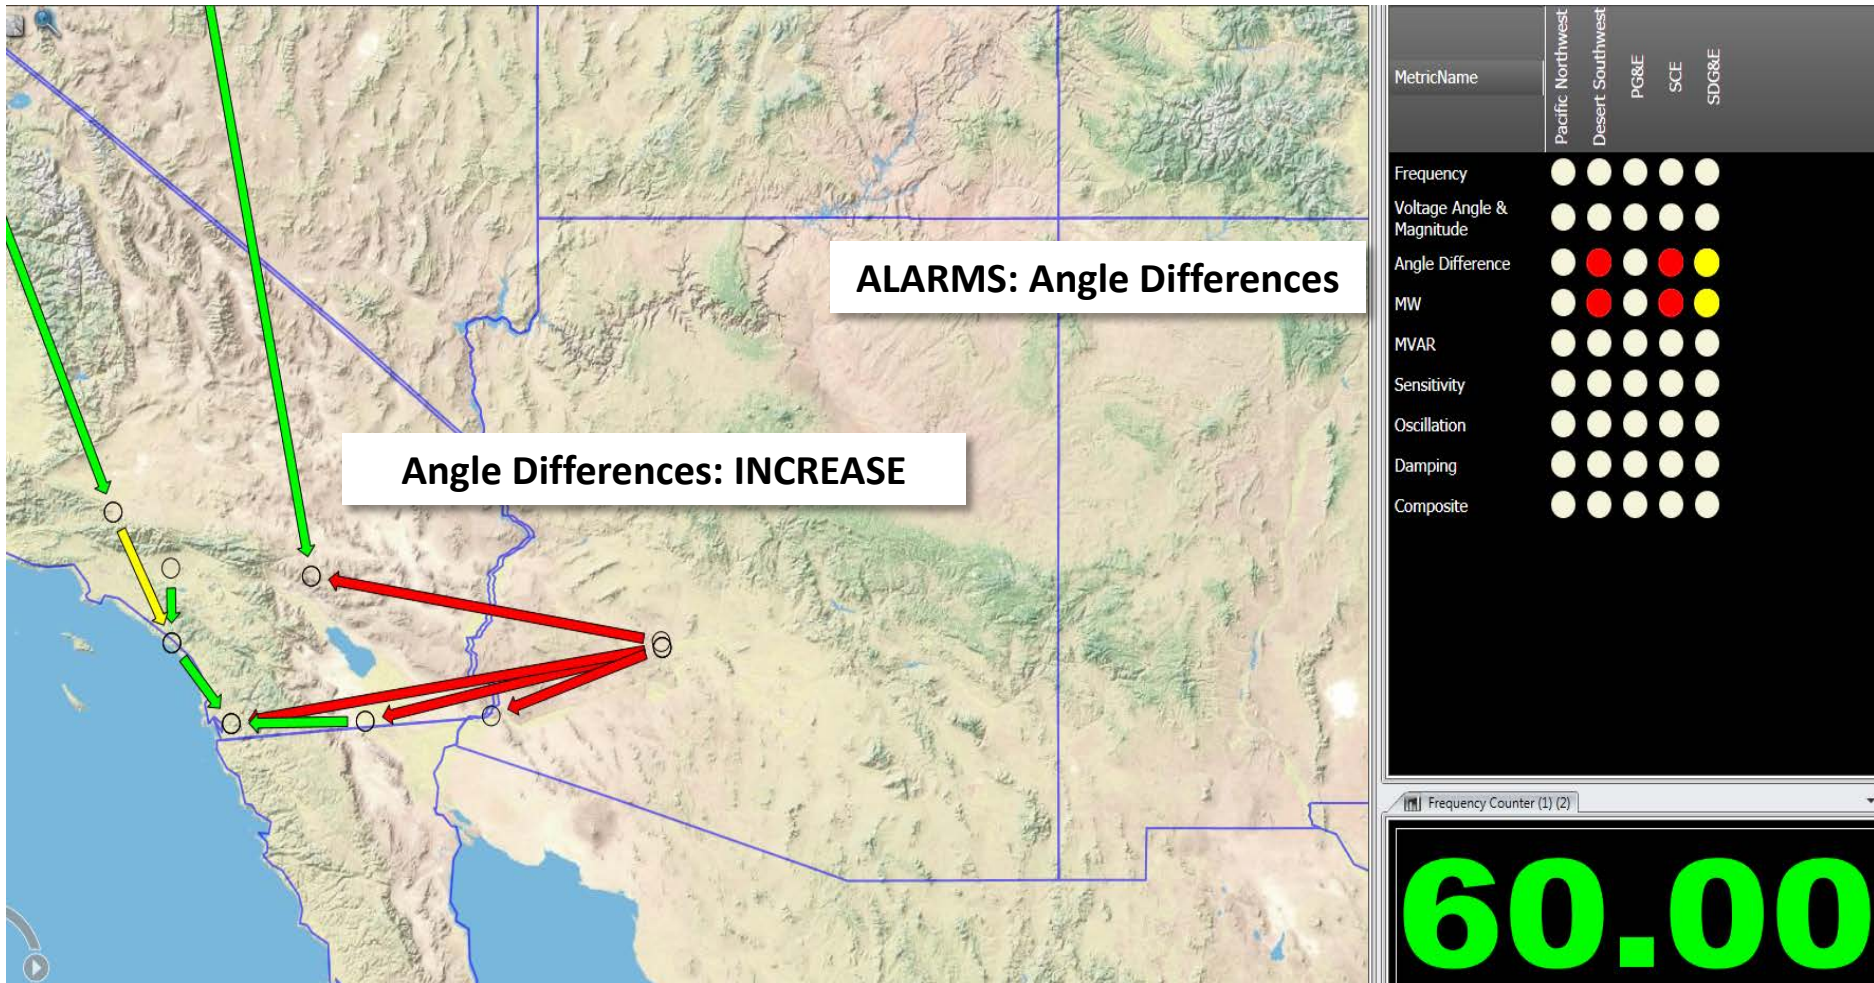 ALARMS: Angle Differences
Angle Differences: INCREASE
MetricName
Pacific Northwest
Desert Southwest
PG&E
SCE
SDG&E
Frequency
Voltage Angle &
Magnitude
Angle Difference
MW
MVAR
Sensitivity
Oscillation
Damping
Composite
Frequency Counter (1) (2)
60.00